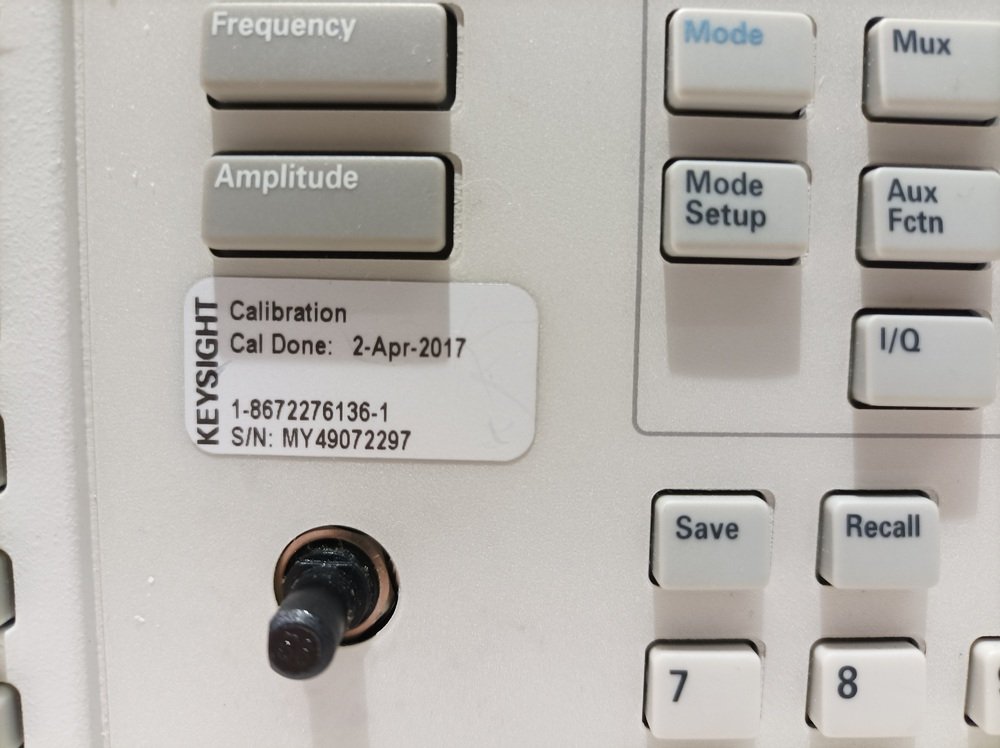 Frequency
Mode
Mux
Amplitude
Mode
Setup
Aux
Fctn
I/Q
KEYSIGHT
Calibration
Cal Done: 2-Apr-2017
1-8672276136-1
S/N: MY49072297
Save
Recall
7
8